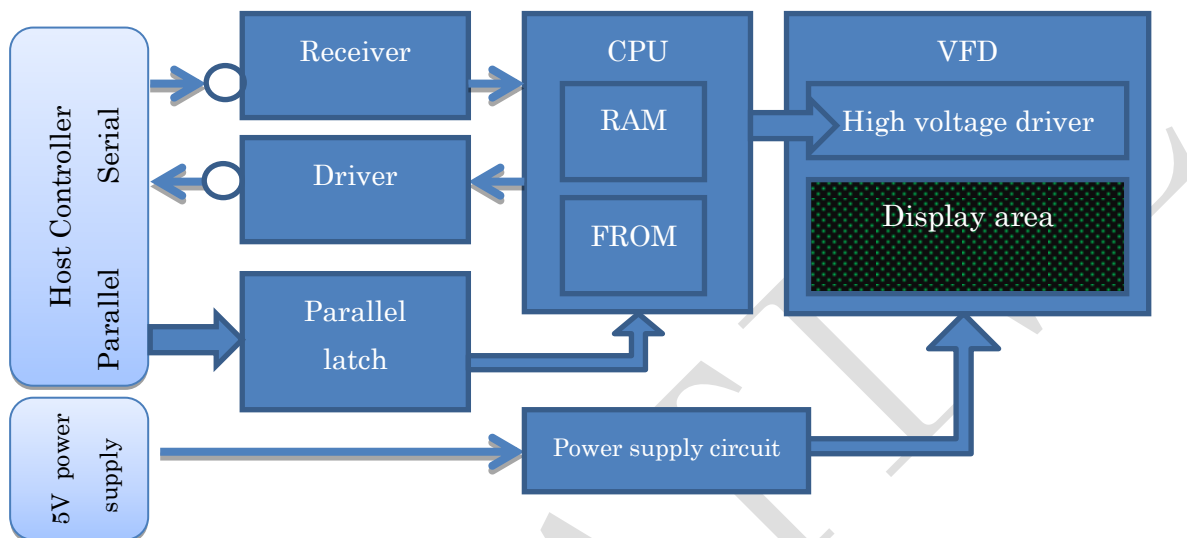 Host Controller
Serial
Parallel
Receiver
Driver
Parallel
latch
CPU
RAM
FROM
VFD
High voltage driver
Display area
5V power
supply
Power supply circuit